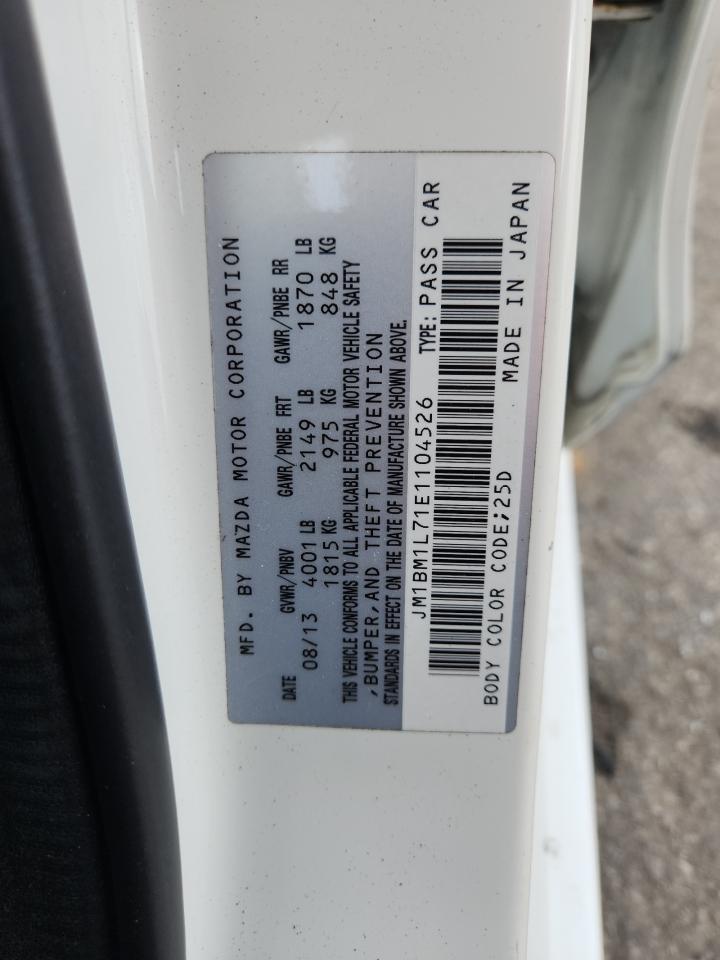 MFD. BY MAZDA MOTOR CORPORATION
DATE GVWR/PNBV GAWR/PNBE FRT GAWR/PNBE RR
08/13 4001 LB 2149 LB 1870 LB
1815 KG 975 KG 848 KG
THIS VEHICLE CONFORMS TO ALL APPLICABLE FEDERAL MOTOR VEHICLE SAFETY
,BUMPER,AND THEFT PREVENTION
STANDARDS IN EFFECT ON THE DATE OF MANUFACTURE SHOWN ABOVE.
JM1BM1L71E1104526 TYPE: PASS CAR
BODY COLOR CODE;25D MADE IN JAPAN